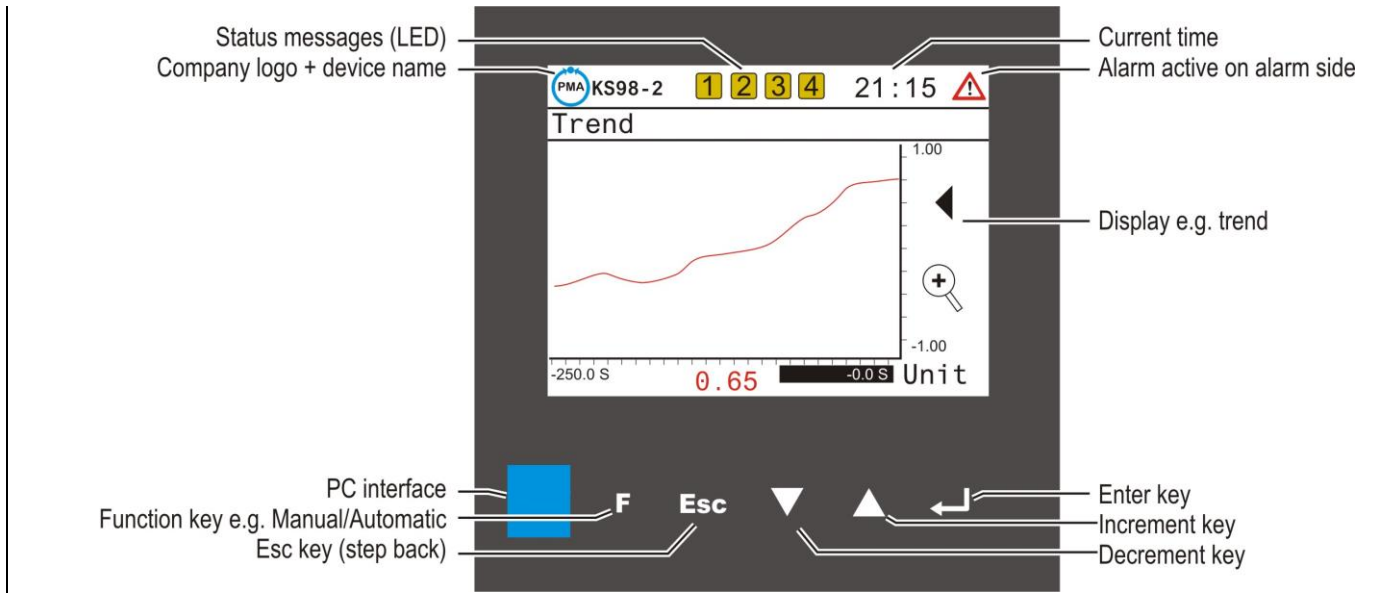 Status messages (LED)
Company logo + device name
Current time
Alarm active on alarm side
PMA KS98-2 1 2 3 4 21:15
Trend
1.00
Display e.g. trend
-1.00
-250.0 S 0.65 -0.0 S Unit
PC interface
Function key e.g. Manual/Automatic
Esc key (step back)
F Esc
Enter key
Increment key
Decrement key